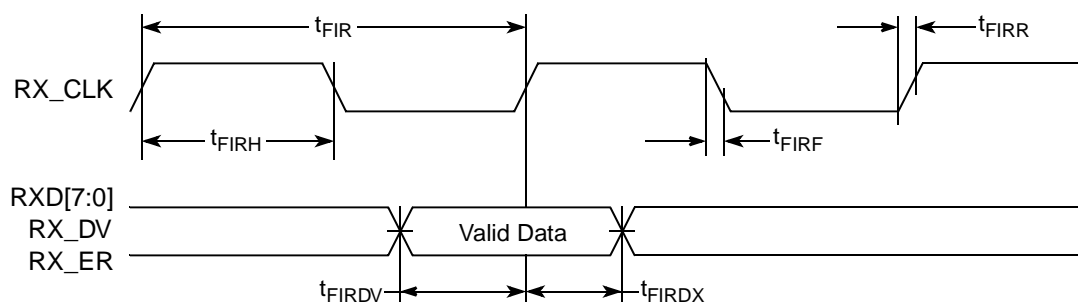 tFIR
tFIRR
RX_CLK
tFIRH
tFIRF
RXD[7:0]
RX_DV
Valid Data
RX_ER
tFIRDV
tFIRDX